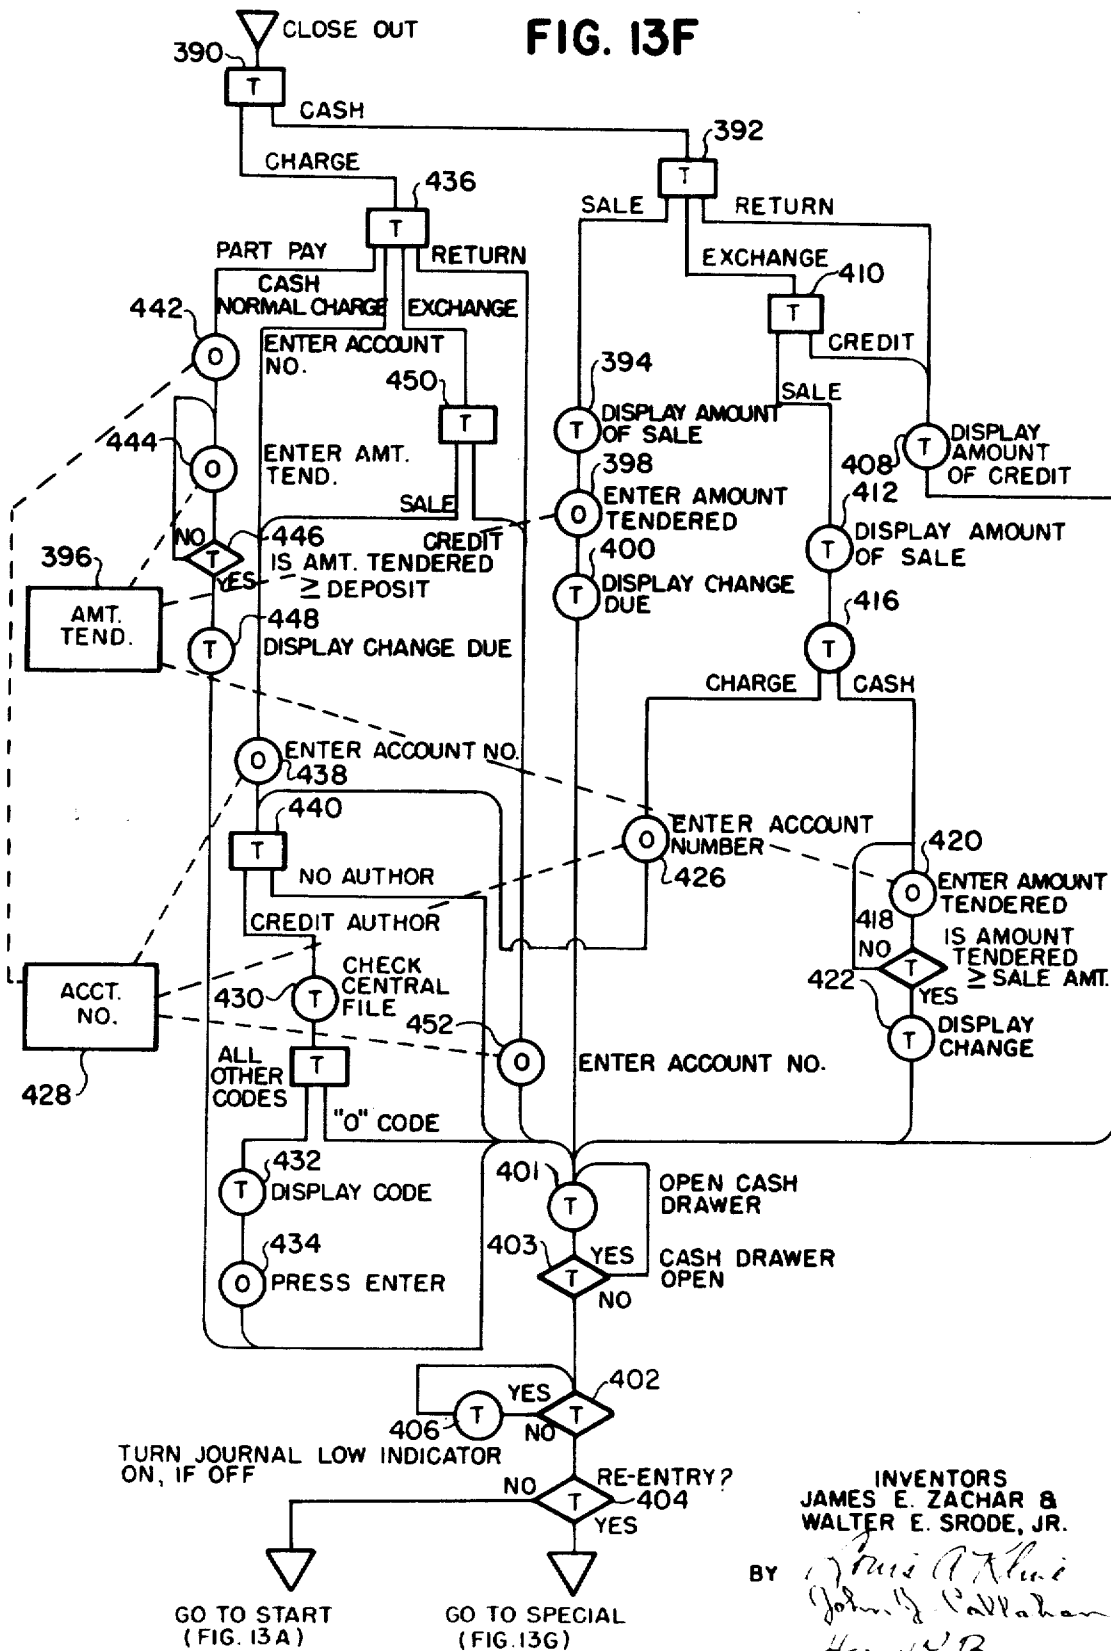 FIG. 13F
CLOSE OUT
390
T
CASH
392
CHARGE
436
T
SALE
RETURN
T
PART PAY
RETURN
EXCHANGE
410
CASH
NORMAL CHARGE
EXCHANGE
442
T
CREDIT
O
ENTER ACCOUNT
NO.
450
394
SALE
T
T
DISPLAY AMOUNT
OF SALE
T
DISPLAY
AMOUNT
OF CREDIT
408
444
O
ENTER AMT.
TEND.
398
412
SALE
O
ENTER AMOUNT
TENDERED
CREDIT
400
T
DISPLAY AMOUNT
OF SALE
NO
T
446
IS AMT. TENDERED
≥ DEPOSIT
YES
396
AMT.
TEND.
T
DISPLAY CHANGE
DUE
416
448
T
DISPLAY CHANGE DUE
T
CHARGE
CASH
O
ENTER ACCOUNT NO.
438
440
T
O
ENTER ACCOUNT
NUMBER
426
420
NO AUTHOR
O
ENTER AMOUNT
TENDERED
CREDIT AUTHOR
418
IS AMOUNT
TENDERED
≥ SALE AMT.
NO
T
YES
ACCT.
NO.
428
430
T
CHECK
CENTRAL
FILE
422
T
DISPLAY
CHANGE
452
ALL
OTHER
CODES
T
O
ENTER ACCOUNT NO.
"O" CODE
432
T
DISPLAY CODE
401
T
OPEN CASH
DRAWER
434
O
PRESS ENTER
403
YES
T
CASH DRAWER
OPEN
NO
YES
402
406
T
T
NO
TURN JOURNAL LOW INDICATOR
ON, IF OFF
RE-ENTRY?
NO
T
404
YES
GO TO START
(FIG. 13A)
GO TO SPECIAL
(FIG.13G)
INVENTORS
JAMES E. ZACHAR &
WALTER E. SRODE, JR.
BY